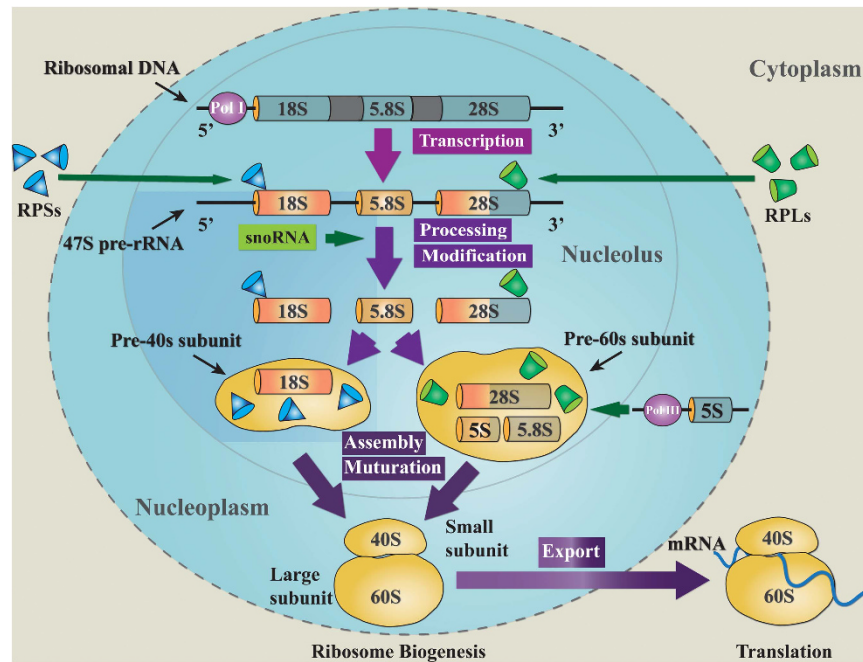 Ribosomal DNA
Cytoplasm
Pol I
18S
5.8S
28S
5’
3’
Transcription
RPSs
RPLs
18S
5.8S
28S
5’
3’
47S pre-rRNA
snoRNA
Processing
Modification
Nucleolus
18S
5.8S
28S
Pre-40s subunit
Pre-60s subunit
18S
28S
5S
5.8S
PolIII
5S
Assembly
Muturation
Nucleoplasm
40S
Small
subunit
Export
mRNA
40S
Large
subunit
60S
60S
Ribosome Biogenesis
Translation